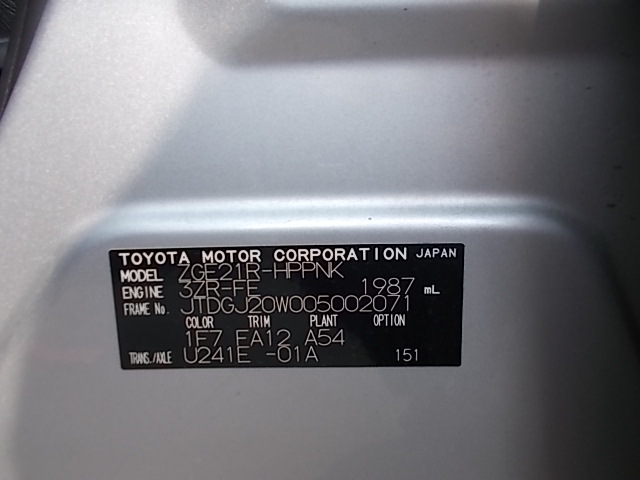 TOYOTA MOTOR CORPORATION JAPAN
MODEL ZGE21R-HPPNK
ENGINE 3ZR-FE 1987 mL
FRAME No. JTDGJ20W005002071
COLOR TRIM PLANT OPTION
1F7 EA12 A54
TRANS./AXLE U241E -01A 151